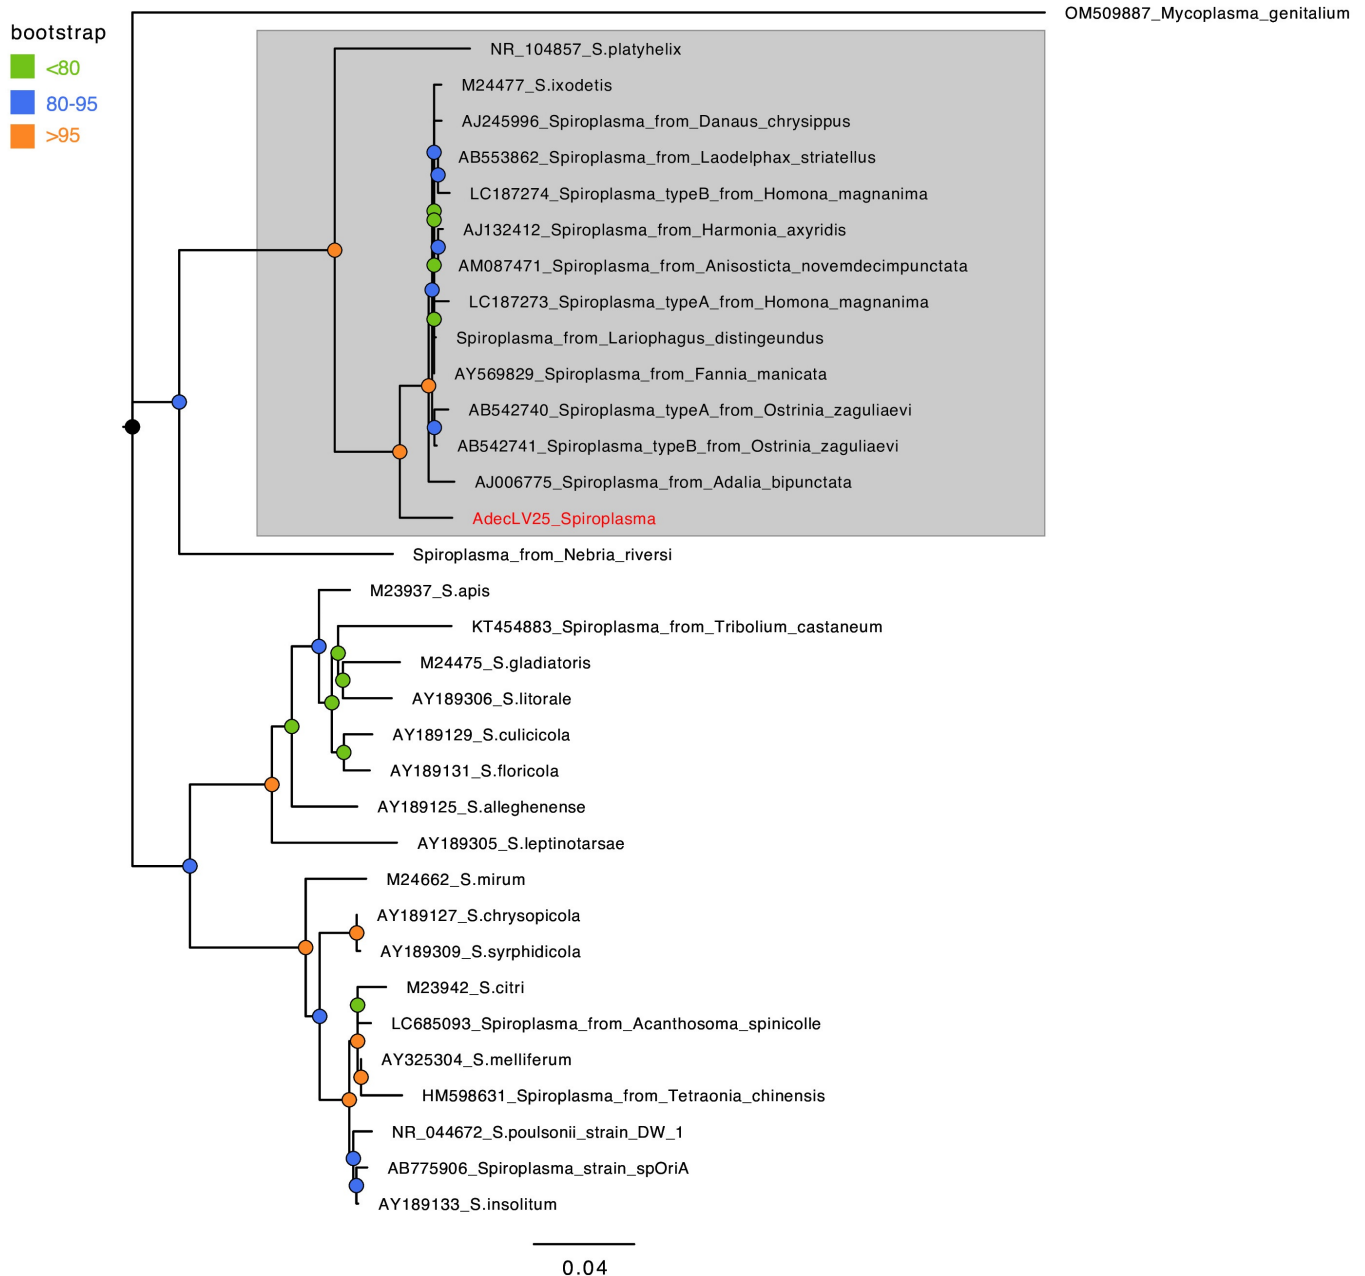 OM509887_Mycoplasma_genitalium
bootstrap
<80
80-95
>95
NR_104857_S.platyhelix
M24477_S.ixodetis
AJ245996_Spiroplasma_from_Danaus_chrysippus
AB553862_Spiroplasma_from_Laodelphax_striatellus
LC187274_Spiroplasma_typeB_from_Homona_magnanima
AJ132412_Spiroplasma_from_Harmonia_axyridis
AM087471_Spiroplasma_from_Anisosticta_novemdecimpunctata
LC187273_Spiroplasma_typeA_from_Homona_magnanima
Spiroplasma_from_Lariophagus_distingeundus
AY569829_Spiroplasma_from_Fannia_manicata
AB542740_Spiroplasma_typeA_from_Ostrinia_zaguliaevi
AB542741_Spiroplasma_typeB_from_Ostrinia_zaguliaevi
AJ006775_Spiroplasma_from_Adalia_bipunctata
AdecLV25_Spiroplasma
Spiroplasma_from_Nebria_riversi
M23937_S.apis
KT454883_Spiroplasma_from_Tribolium_castaneum
M24475_S.gladiatoris
AY189306_S.litorale
AY189129_S.culicicola
AY189131_S.floricola
AY189125_S.alleghenense
AY189305_S.leptinotarsae
M24662_S.mirum
AY189127_S.chrysopicola
AY189309_S.syrphidicola
M23942_S.citri
LC685093_Spiroplasma_from_Acanthosoma_spinicolle
AY325304_S.melliferum
HM598631_Spiroplasma_from_Tetraonia_chinensis
NR_044672_S.poulsonii_strain_DW_1
AB775906_Spiroplasma_strain_spOriA
AY189133_S.insolitum
0.04